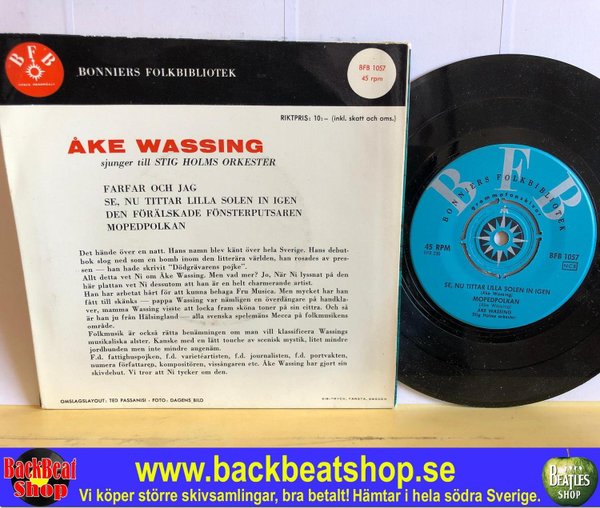 BFB
BONNIERS FOLKBIBLIOTEK
BFB 1057
45 rpm
RIKTPRIS: 10:– (inkl. skatt och oms.)
ÅKE WASSING
sjunger till STIG HOLMS ORKESTER
FARFAR OCH JAG
SE, NU TITTAR LILLA SOLEN IN IGEN
DEN FÖRÄLSKADE FÖNSTERPUTSAREN
MOPEDPOLKAN
Det hände över en natt. Hans namn blev känt över hela Sverige. Hans debut-
bok slog ned som en bomb inom den litterära världen, han rosades av pres-
sen — han hade skrivit "Dödgrävarens pojke".
Allt detta vet Ni om Åke Wassing. Men vad mer? Jo, När Ni lyssnat på den
här plattan vet Ni dessutom att han är en helt charmerande artist.
Han har arbetat hårt för att kunna behaga Fru Musica. Men mycket har han
fått till skänks — pappa Wassing var nämligen en överdängare på handkla-
ver, mamma Wassing visste att locka fram sköna toner på sin cittra. Och så
är han ju från Hälsingland — alla svenska spelemäns Mecca på folkmusikens
område.
Folkmusik är också rätta benämningen om man vill klassificera Wassings
musikaliska alster. Kanske med en lätt touche av scenisk mystik, litet mindre
jordbunden men inte mindre angenäm.
F.d. fattighuspojken, f.d. varietéartisten, f.d. journalisten, f.d. portvakten,
numera författaren, kompositören, vissångaren etc. Åke Wassing har gjort sin
skivdebut. Vi tror att Ni tycker om den.
OMSLAGSLAYOUT: TED PASSANISI - FOTO: DAGENS BILD
BFB
BONNIERS FOLKBIBLIOTEK
grammofonskivor
45 RPM
BFB 1057
NCB
SE, NU TITTAR LILLA SOLEN IN IGEN
(Åke Wassing)
MOPEDPOLKAN
(Åke Wassing)
ÅKE WASSING
Stig Holms orkester
BackBeat
Shop
www.backbeatshop.se
Vi köper större skivsamlingar, bra betalt! Hämtar i hela södra Sverige.
BEATLES
SHOP